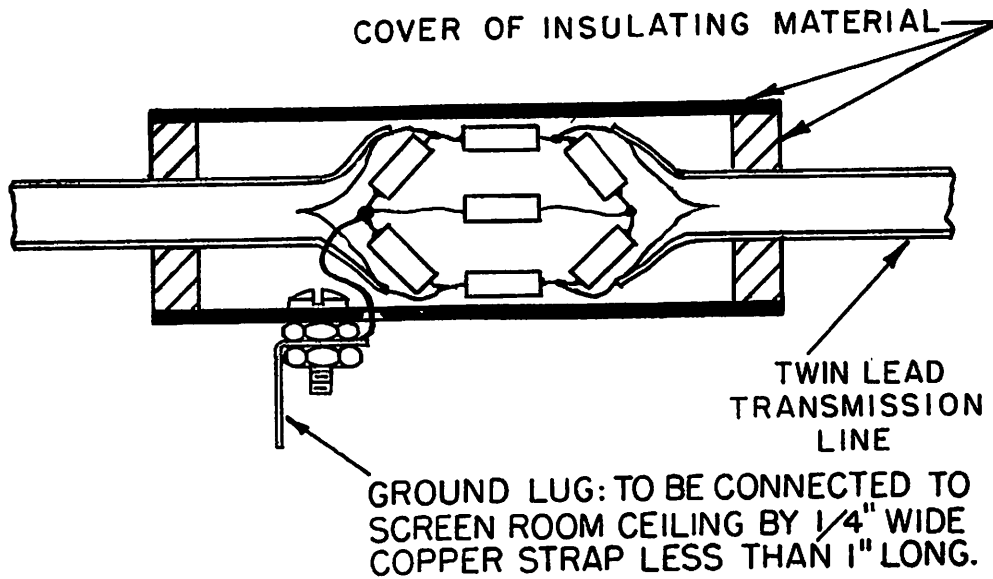 COVER OF INSULATING MATERIAL
TWIN LEAD
TRANSMISSION
LINE
GROUND LUG: TO BE CONNECTED TO
SCREEN ROOM CEILING BY 1/4" WIDE
COPPER STRAP LESS THAN 1" LONG.